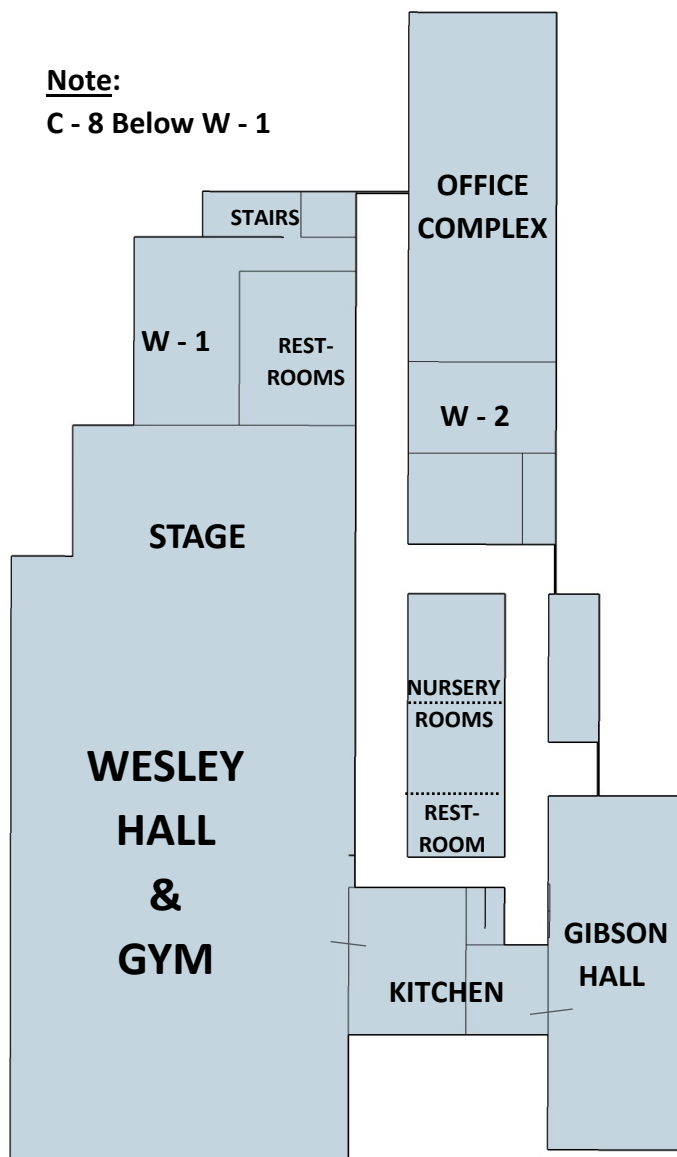 Note:
C - 8 Below W - 1
OFFICE
COMPLEX
STAIRS
W - 1
REST-
ROOMS
W - 2
STAGE
NURSERY
ROOMS
REST-
ROOM
WESLEY
HALL
&
GYM
KITCHEN
GIBSON
HALL